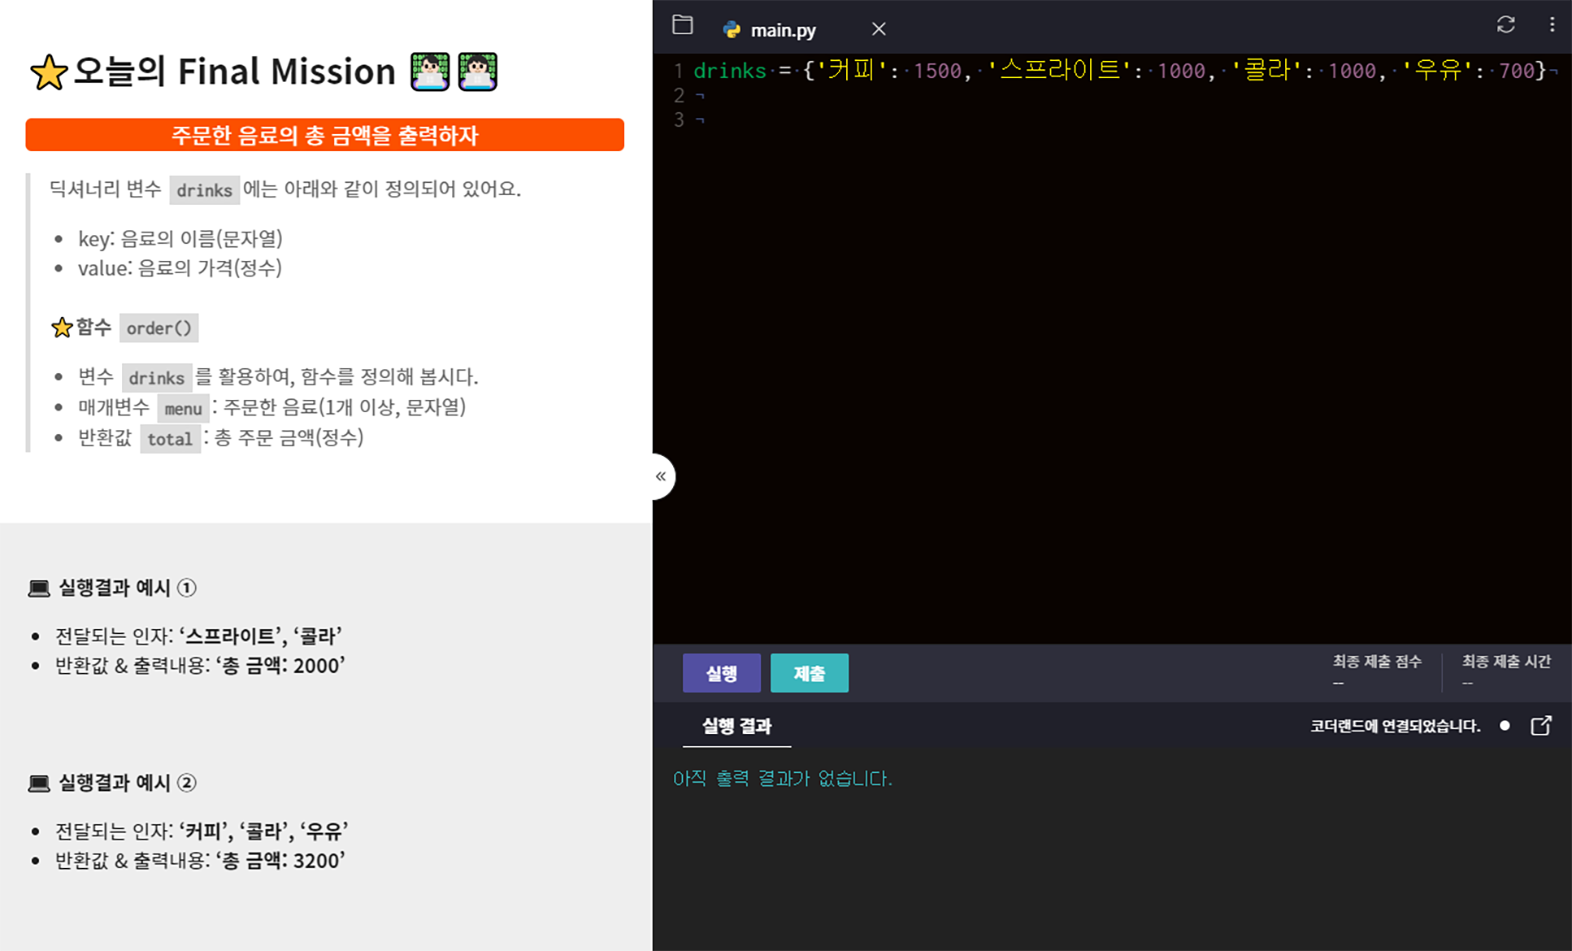 오늘의 Final Mission
주문한 음료의 총 금액을 출력하자
딕셔너리 변수 drinks 에는 아래와 같이 정의되어 있어요.
• key: 음료의 이름(문자열)
• value: 음료의 가격(정수)
함수 order()
• 변수 drinks 를 활용하여, 함수를 정의해 봅시다.
• 매개변수 menu : 주문한 음료(1개 이상, 문자열)
• 반환값 total : 총 주문 금액(정수)
실행결과 예시 ①
• 전달되는 인자: ‘스프라이트’, ‘콜라’
• 반환값 & 출력내용: ‘총 금액: 2000’
실행결과 예시 ②
• 전달되는 인자: ‘커피’, ‘콜라’, ‘우유’
• 반환값 & 출력내용: ‘총 금액: 3200’
main.py
1 drinks = {'커피': 1500, '스프라이트': 1000, '콜라': 1000, '우유': 700}
2
3
실행 제출
최종 제출 점수
--
최종 제출 시간
--
실행 결과
코더랜드에 연결되었습니다.
아직 출력 결과가 없습니다.